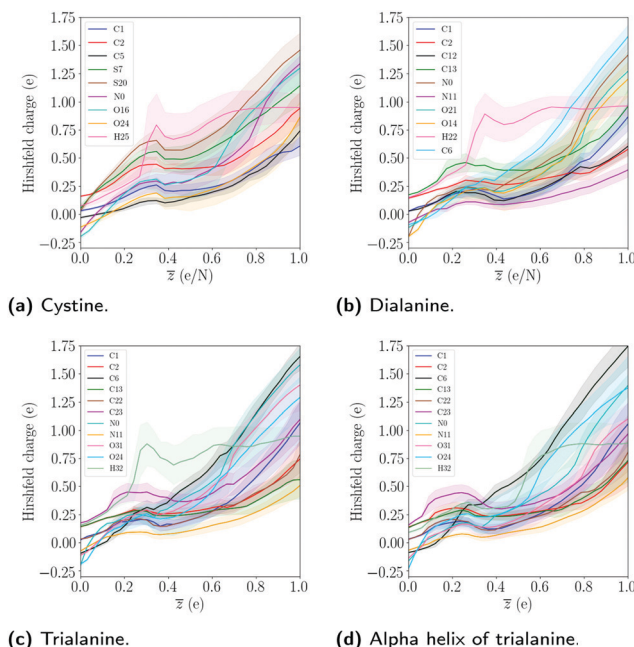 1.75
1.50
1.25
1.00
0.75
0.50
0.25
0.00
−0.25
Hirshfeld charge (e)
C1
C2
C5
S7
S20
N0
O16
O24
H25
0.0 0.2 0.4 0.6 0.8 1.0
z̅ (e/N)
(a) Cystine.
1.75
1.50
1.25
1.00
0.75
0.50
0.25
0.00
−0.25
Hirshfeld charge (e)
C1
C2
C12
C13
N0
N11
O21
O14
H22
C6
0.0 0.2 0.4 0.6 0.8 1.0
z̅ (e/N)
(b) Dialanine.
1.75
1.50
1.25
1.00
0.75
0.50
0.25
0.00
−0.25
Hirshfeld charge (e)
C1
C2
C6
C13
C22
C23
N0
N11
O31
O24
H32
0.0 0.2 0.4 0.6 0.8 1.0
z̅ (e)
(c) Trialanine.
1.75
1.50
1.25
1.00
0.75
0.50
0.25
0.00
−0.25
Hirshfeld charge (e)
C1
C2
C6
C13
C22
C23
N0
N11
O31
O24
H32
0.0 0.2 0.4 0.6 0.8 1.0
z̅ (e)
(d) Alpha helix of trialanine.